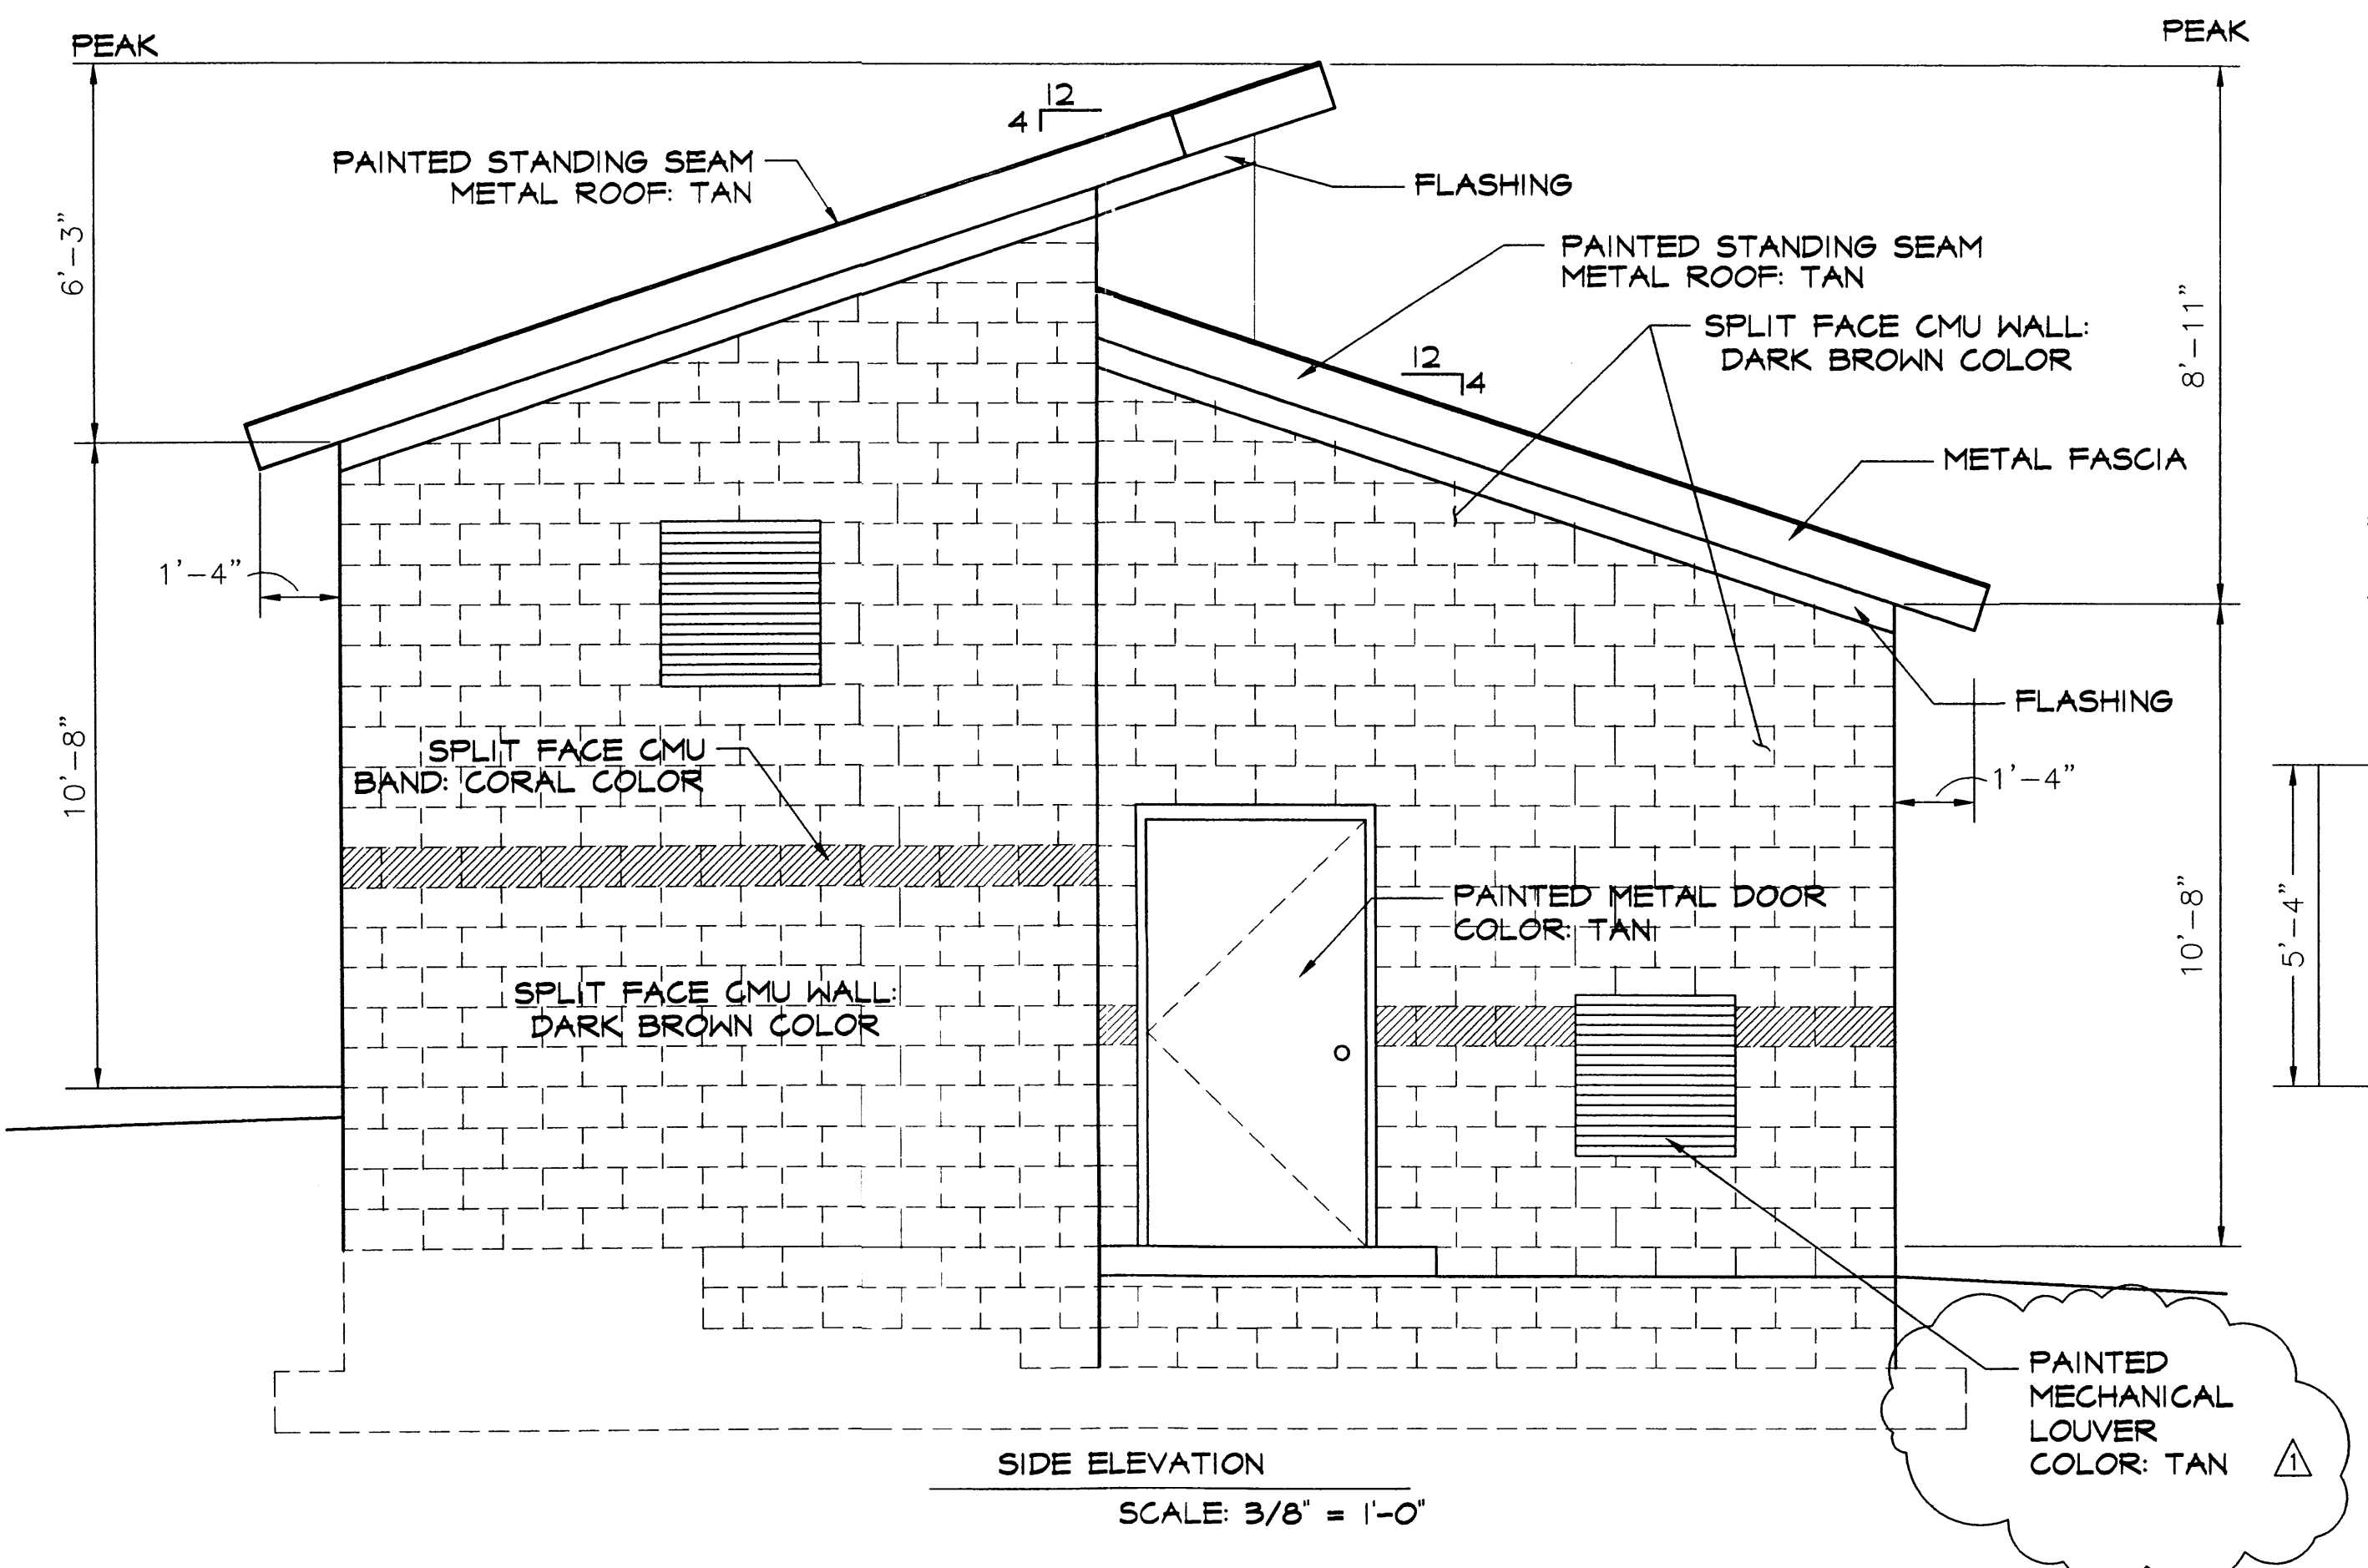 PEAK
PEAK
12
4
PAINTED STANDING SEAM
METAL ROOF: TAN
FLASHING
6'-3"
PAINTED STANDING SEAM
METAL ROOF: TAN
8'-11"
SPLIT FACE CMU WALL:
DARK BROWN COLOR
12
4
METAL FASCIA
1'-4"
FLASHING
10'-8"
SPLIT FACE CMU
BAND: CORAL COLOR
1'-4"
PAINTED METAL DOOR
COLOR: TAN
10'-8"
5'-4"
SPLIT FACE CMU WALL:
DARK BROWN COLOR
PAINTED
MECHANICAL
LOUVER
COLOR: TAN
1
SIDE ELEVATION
SCALE: 3/8" = 1'-0"